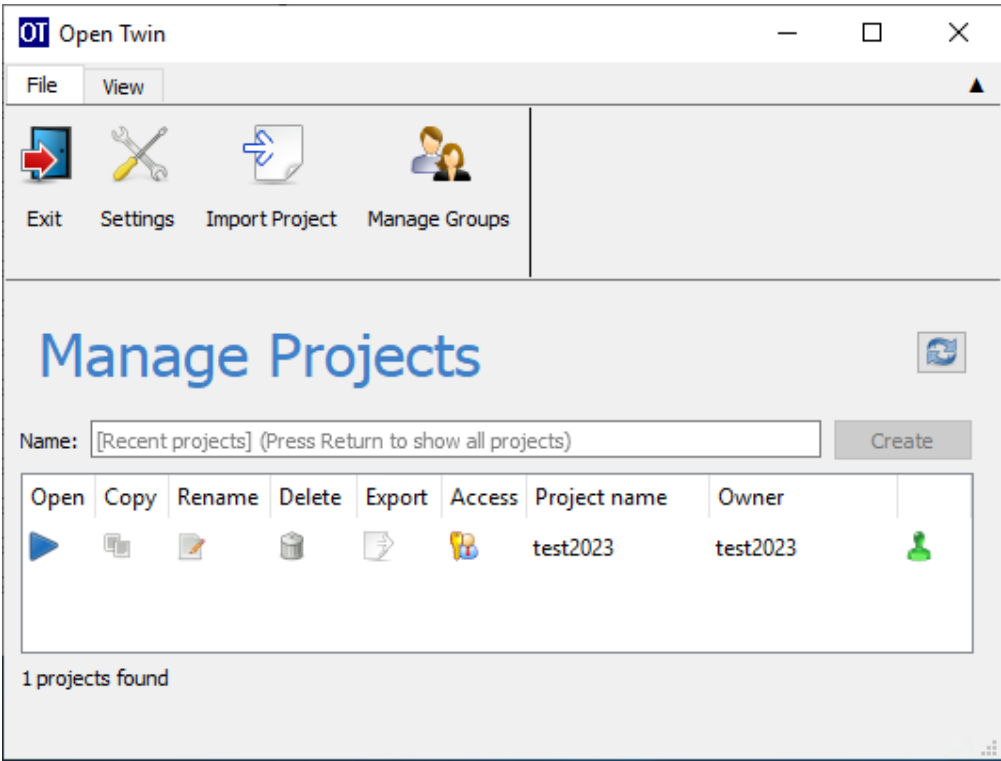 OT Open Twin
File View
Exit Settings Import Project Manage Groups
Manage Projects
Name: [Recent projects] (Press Return to show all projects) Create
Open Copy Rename Delete Export Access Project name Owner
test2023 test2023
1 projects found